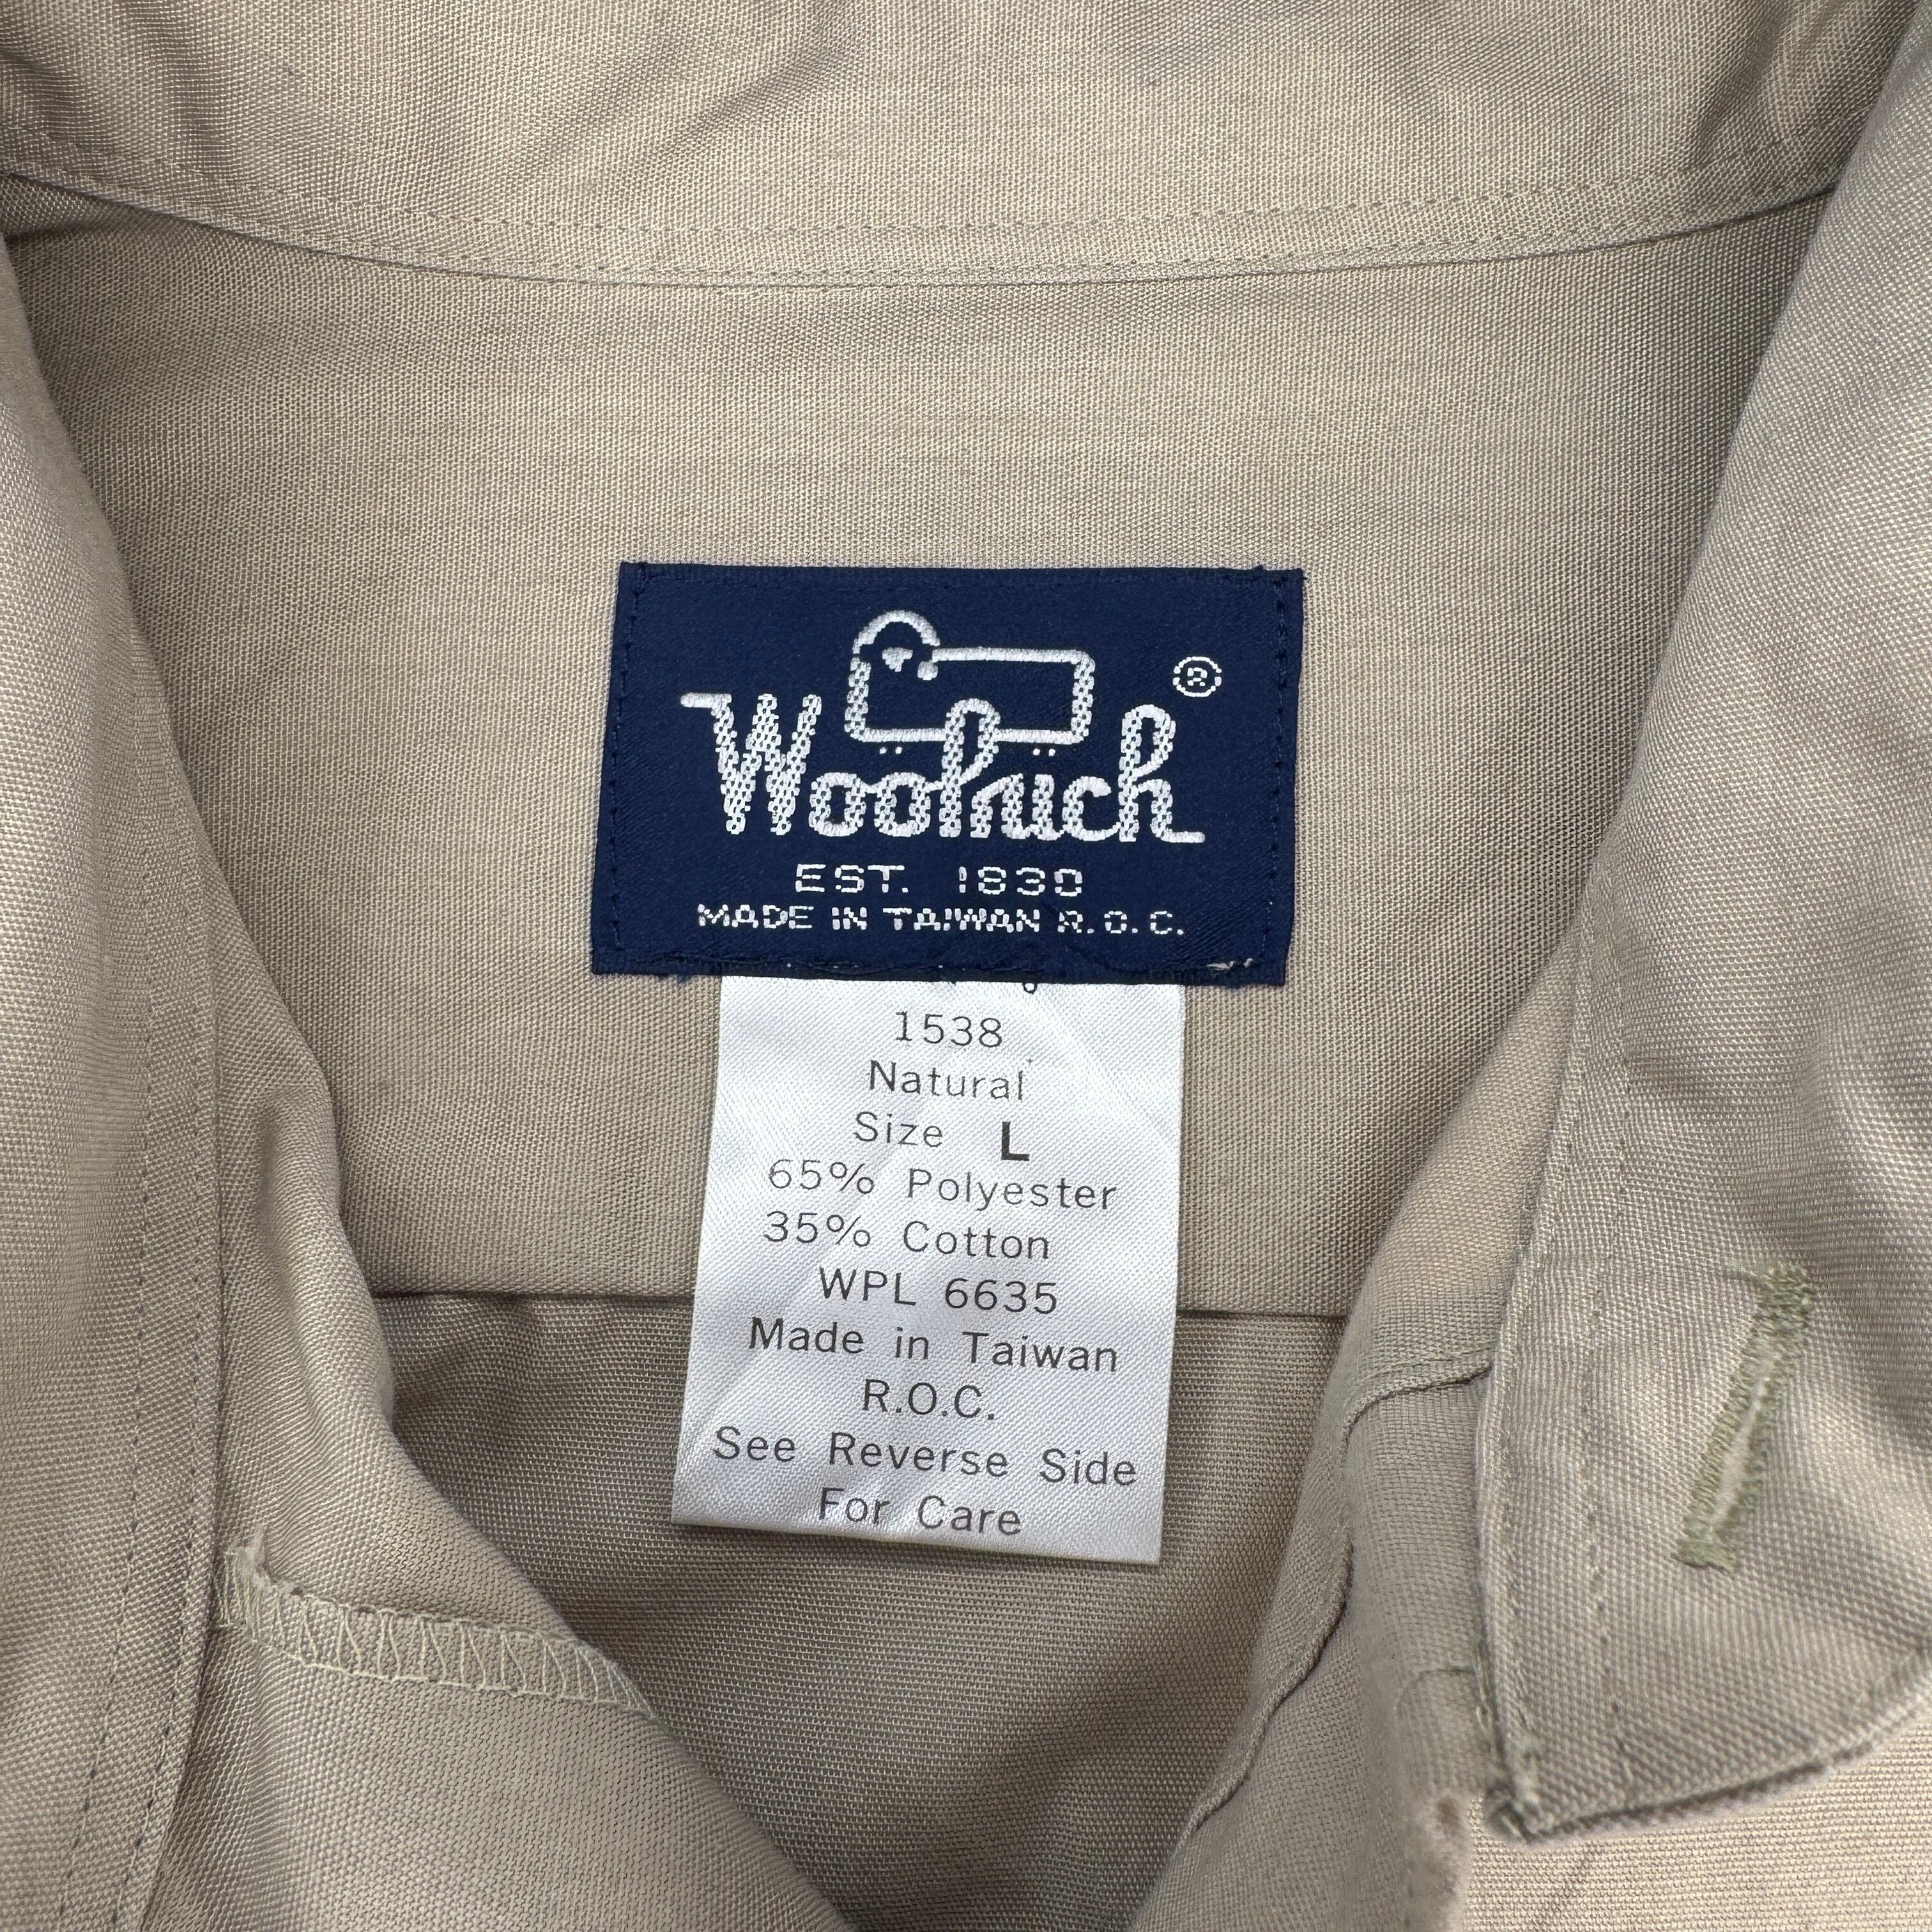 Woolrich ®
EST. 1830
MADE IN TAIWAN R.O.C.
1538
Natural
Size L
65% Polyester
35% Cotton
WPL 6635
Made in Taiwan
R.O.C.
See Reverse Side
For Care